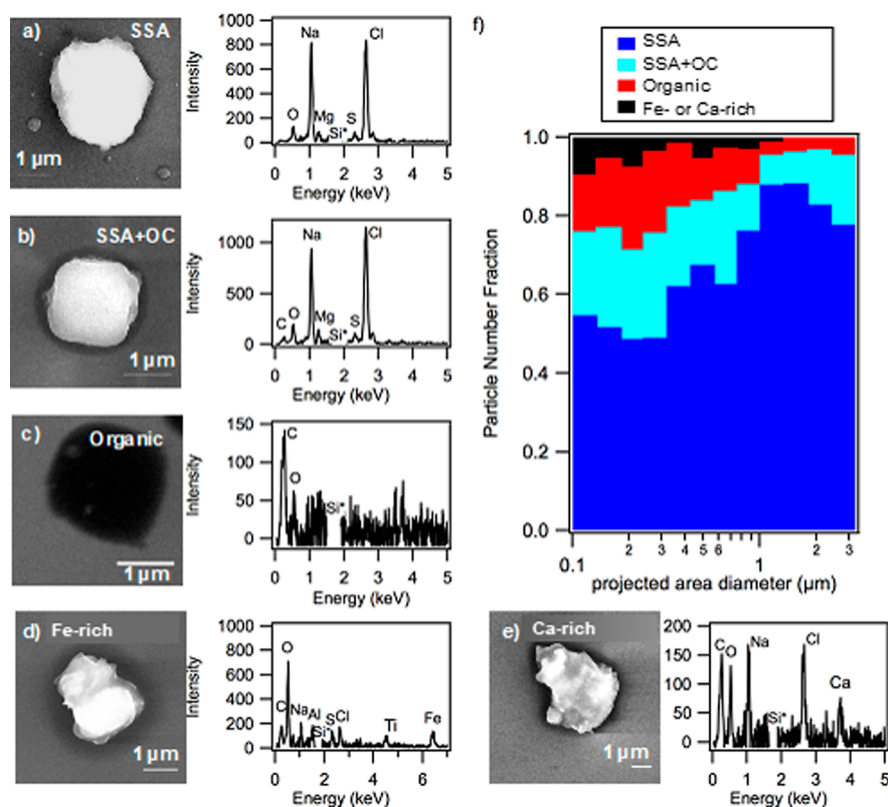 a)
SSA
1 µm
Intensity
1000
800
600
400
200
0
Na
Cl
O
Mg
Si*
S
0 1 2 3 4 5
Energy (keV)
b)
SSA+OC
1 µm
Intensity
1000
500
0
Na
Cl
C
O
Mg
Si*
S
0 1 2 3 4 5
Energy (keV)
c)
Organic
1 µm
Intensity
150
100
50
0
C
O
Si*
0 1 2 3 4 5
Energy (keV)
d)
Fe-rich
1 µm
Intensity
1000
800
600
400
200
0
O
C
Na
Al
Si*
S
Cl
Ti
Fe
0 2 4 6
Energy (keV)
e)
Ca-rich
1 µm
200
150
100
50
0
C
O
Na
Si*
Cl
Ca
0 1 2 3 4 5
Energy (keV)
f)
SSA
SSA+OC
Organic
Fe- or Ca-rich
Particle Number Fraction
1.0
0.8
0.6
0.4
0.2
0.0
0.1 2 3 4 5 6 1 2 3
projected area diameter (µm)